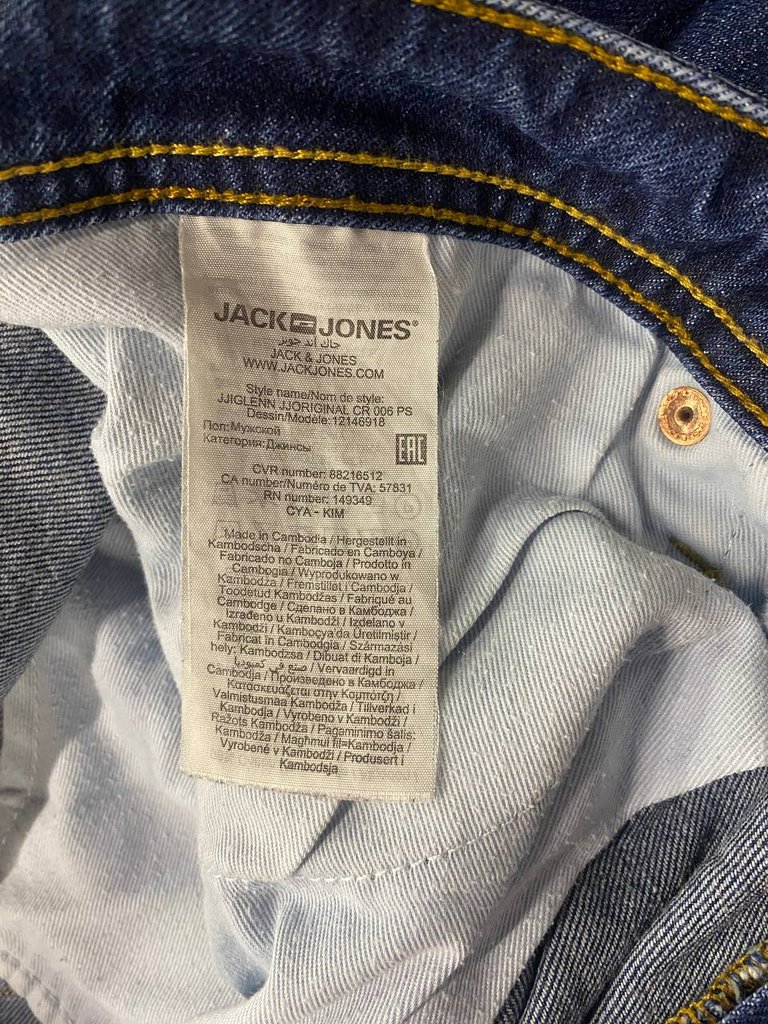 JACK JONES®
جاك أند جونز
JACK & JONES
WWW.JACKJONES.COM
Style name/Nom de style:
JJIGLENN JJORIGINAL CR 006 PS
Dessin/Modèle:12146918
Пол:Мужской
Категория:Джинсы
EAC
CVR number: 88216512
CA number/Numéro de TVA: 57831
RN number: 149349
CYA - KIM
Made in Cambodia / Hergestellt in
Kambodscha / Fabricado en Camboya /
Fabricado no Camboja / Prodotto in
Cambogia / Wyprodukowano w
Kambodża / Fremstillet i Cambodja /
Toodetud Kambodžas / Fabriqué au
Cambodge / Сделано в Камбоджа /
Izrađeno u Kambodži / Izdelano v
Kambodži / Kamboçya'da Üretilmiştir /
Fabricat în Cambodgia / Származási
hely: Kambodzsa / Dibuat di Kamboja /
صنع في كمبوديا / Vervaardigd in
Cambodja / Произведено в Камбоджа /
Κατασκευάζεται στην Καμπότζη /
Valmistusmaa Kambodža / Tillverkad i
Kambodja / Vyrobeno v Kambodži /
Ražots Kambodža / Pagaminimo šalis:
Kambodža / Magħmul fil=Kambodja /
Vyrobené v Kambodži / Produsert i
Kambodsja